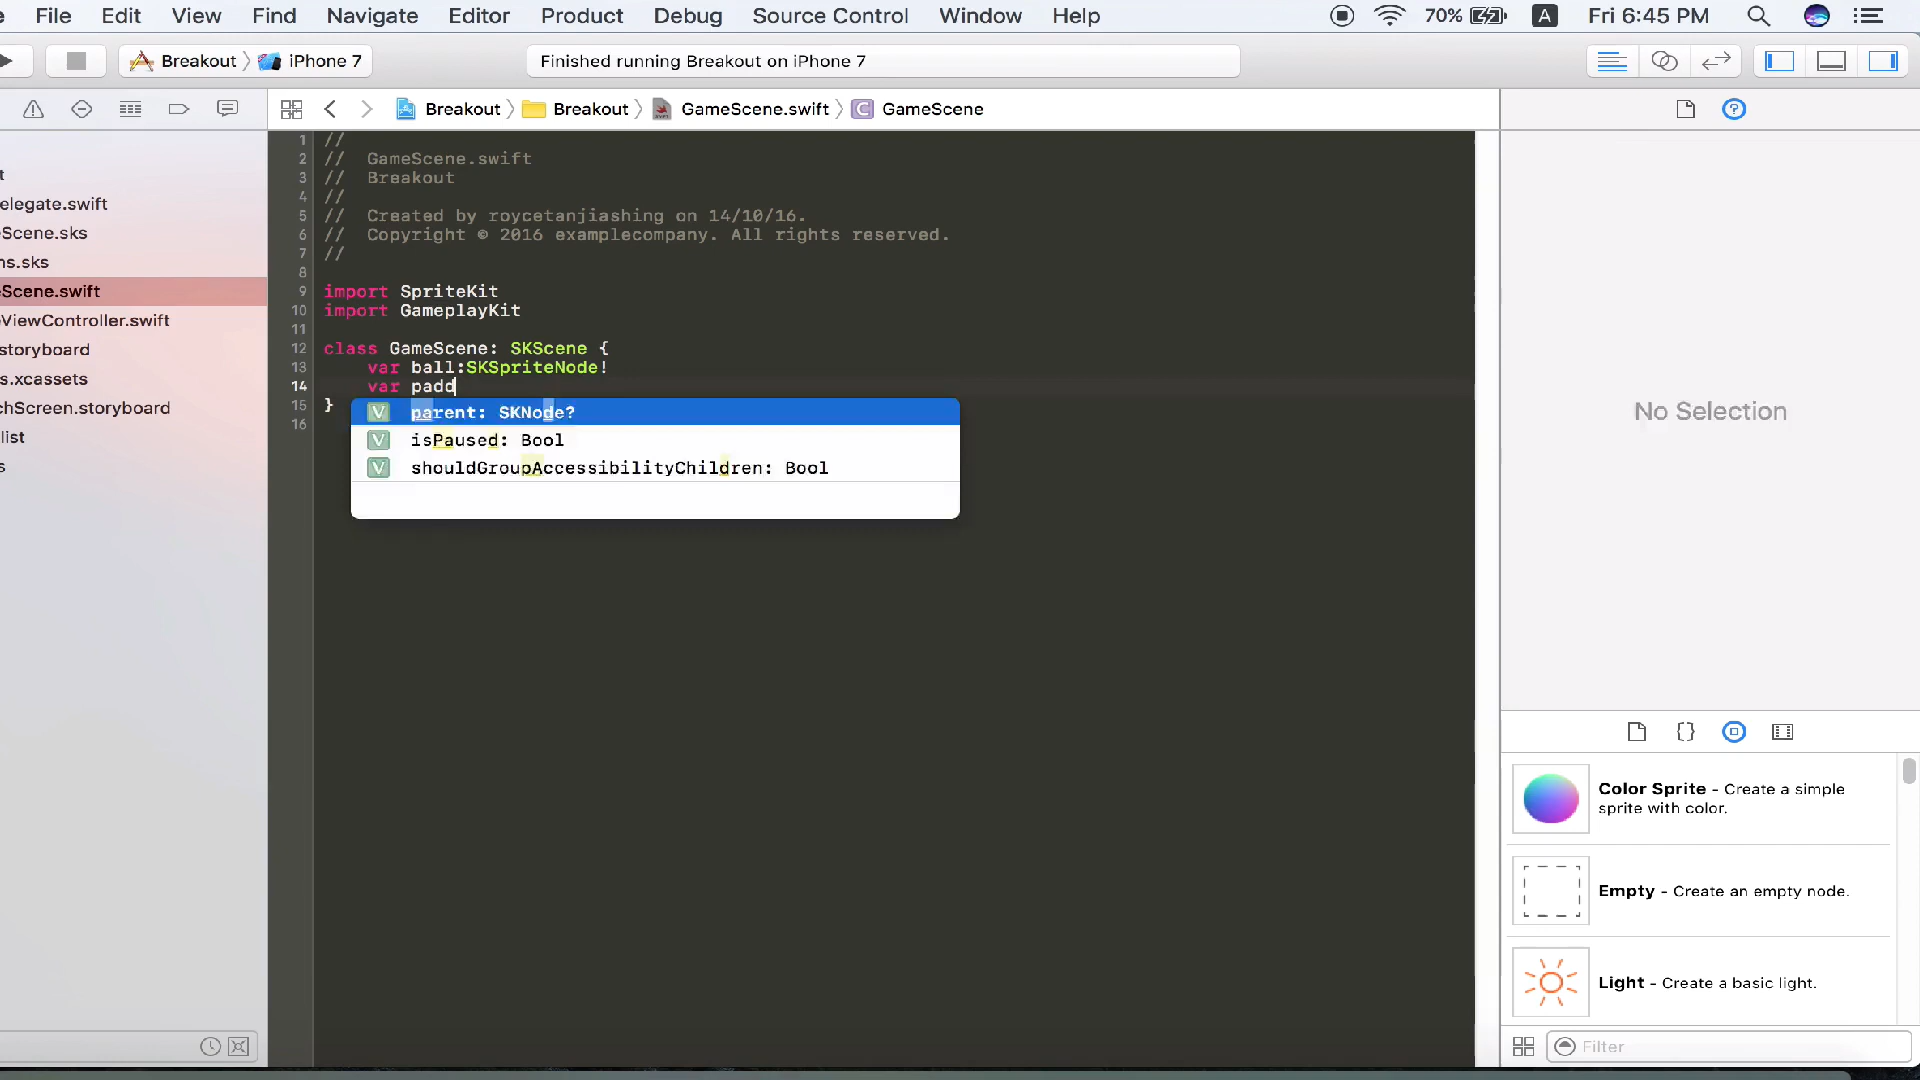 File Edit View Find Navigate Editor Product Debug Source Control Window Help 70% A Fri 6:45 PM
Breakout iPhone 7 Finished running Breakout on iPhone 7
Breakout Breakout GameScene.swift C GameScene
t
elegate.swift
Scene.sks
ns.sks
Scene.swift
ViewController.swift
storyboard
s.xcassets
chScreen.storyboard
list
s
1 //
2 // GameScene.swift
3 // Breakout
4 //
5 // Created by roycetanjiashing on 14/10/16.
6 // Copyright © 2016 examplecompany. All rights reserved.
7 //
8
9 import SpriteKit
10 import GameplayKit
11
12 class GameScene: SKScene {
13 var ball:SKSpriteNode!
14 var padd
15 }
16
V parent: SKNode?
V isPaused: Bool
V shouldGroupAccessibilityChildren: Bool
No Selection
Color Sprite - Create a simple
sprite with color.
Empty - Create an empty node.
Light - Create a basic light.
Filter